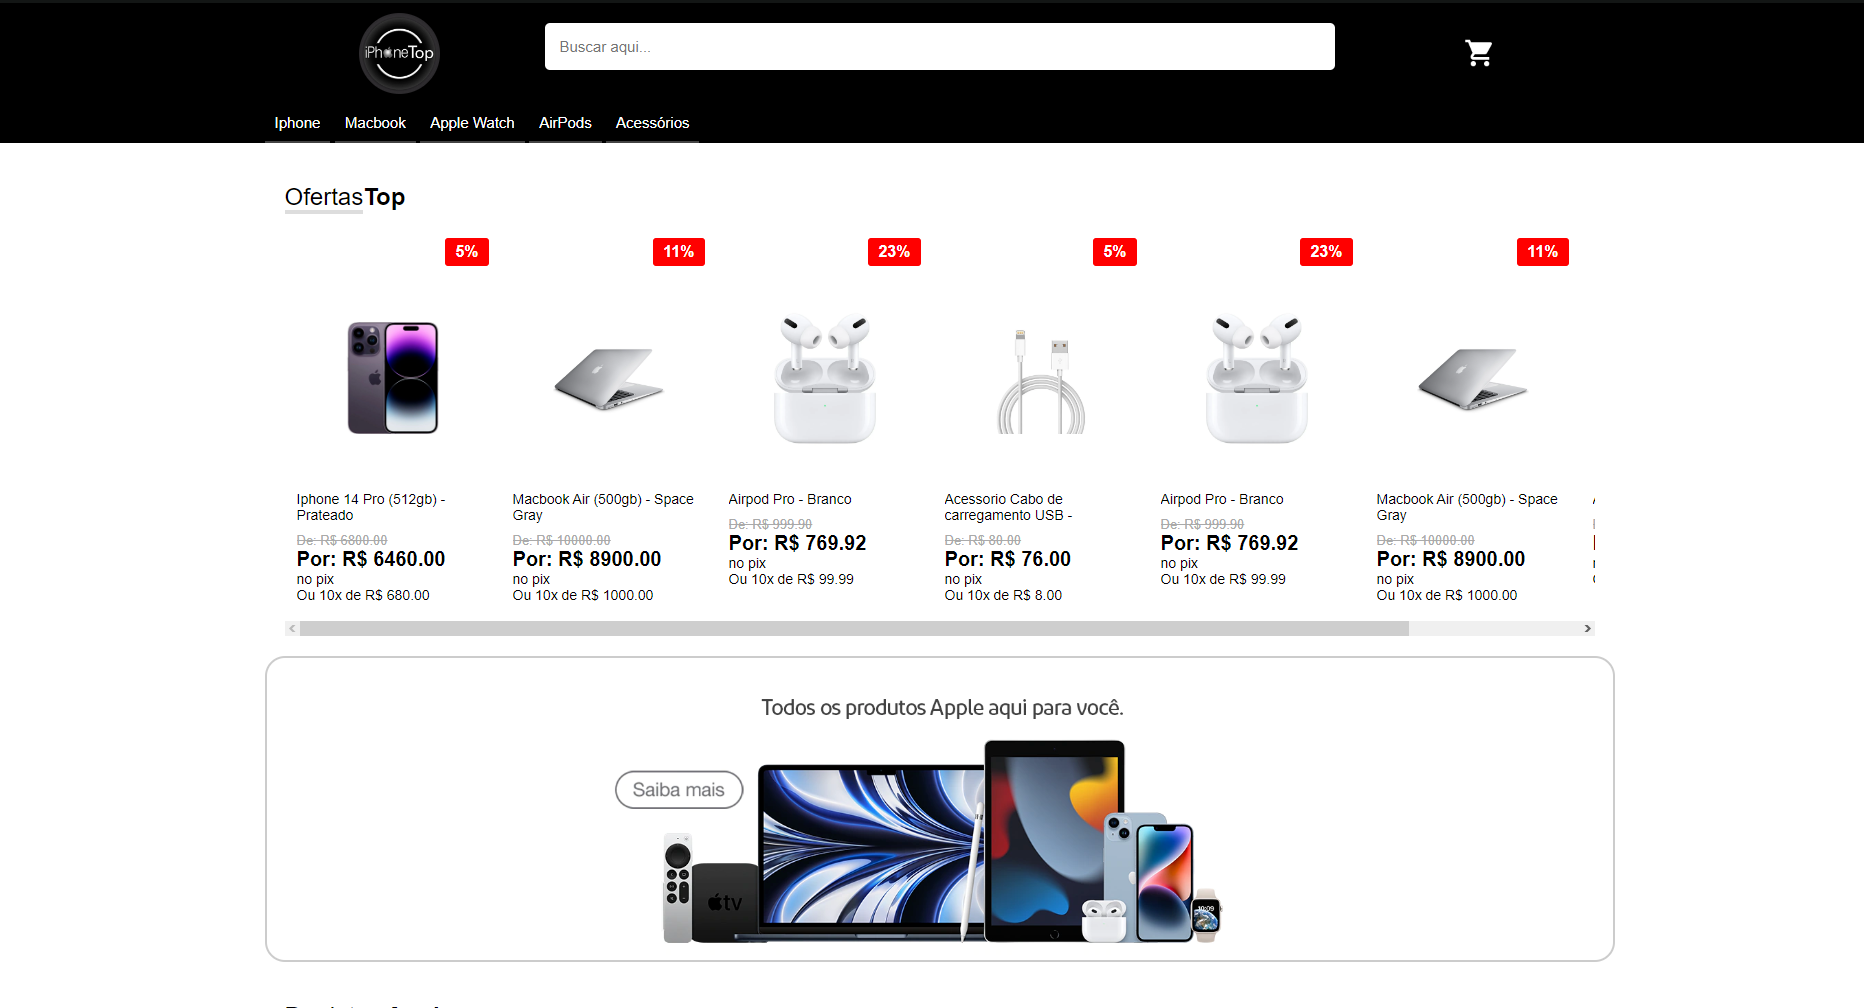 iPhoneTop
Buscar aqui...
Iphone Macbook Apple Watch AirPods Acessórios
OfertasTop
5%
11%
23%
5%
23%
11%
Iphone 14 Pro (512gb) -
Prateado
De: R$ 6800.00
Por: R$ 6460.00
no pix
Ou 10x de R$ 680.00
Macbook Air (500gb) - Space
Gray
De: R$ 10000.00
Por: R$ 8900.00
no pix
Ou 10x de R$ 1000.00
Airpod Pro - Branco
De: R$ 999.90
Por: R$ 769.92
no pix
Ou 10x de R$ 99.99
Acessorio Cabo de
carregamento USB -
De: R$ 80.00
Por: R$ 76.00
no pix
Ou 10x de R$ 8.00
Airpod Pro - Branco
De: R$ 999.90
Por: R$ 769.92
no pix
Ou 10x de R$ 99.99
Macbook Air (500gb) - Space
Gray
De: R$ 10000.00
Por: R$ 8900.00
no pix
Ou 10x de R$ 1000.00
Todos os produtos Apple aqui para você.
Saiba mais
tv
10:09